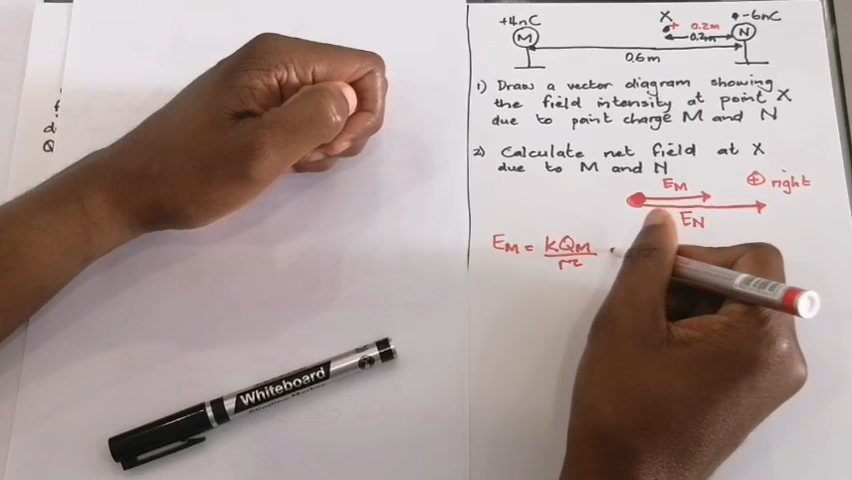 +4nC
X
+ 0.2m
-6nC
M
0.2m
N
0,6m
1) Draw a vector diagram showing
the field intensity at point X
due to point charge M and N
2) Calculate net field at X
due to M and N
EM
⊕ right
EN
EM = kQM
r²
d
Q
Whiteboard